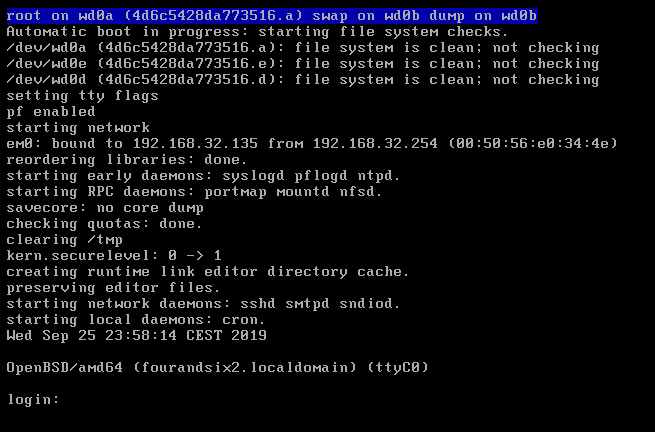 root on wd0a (4d6c5428da773516.a) swap on wd0b dump on wd0b
Automatic boot in progress: starting file system checks.
/dev/wd0a (4d6c5428da773516.a): file system is clean; not checking
/dev/wd0e (4d6c5428da773516.e): file system is clean; not checking
/dev/wd0d (4d6c5428da773516.d): file system is clean; not checking
setting tty flags
pf enabled
starting network
em0: bound to 192.168.32.135 from 192.168.32.254 (00:50:56:e0:34:4e)
reordering libraries: done.
starting early daemons: syslogd pflogd ntpd.
starting RPC daemons: portmap mountd nfsd.
savecore: no core dump
checking quotas: done.
clearing /tmp
kern.securelevel: 0 -> 1
creating runtime link editor directory cache.
preserving editor files.
starting network daemons: sshd smtpd sndiod.
starting local daemons: cron.
Wed Sep 25 23:58:14 CEST 2019
OpenBSD/amd64 (fourandsix2.localdomain) (ttyC0)
login: